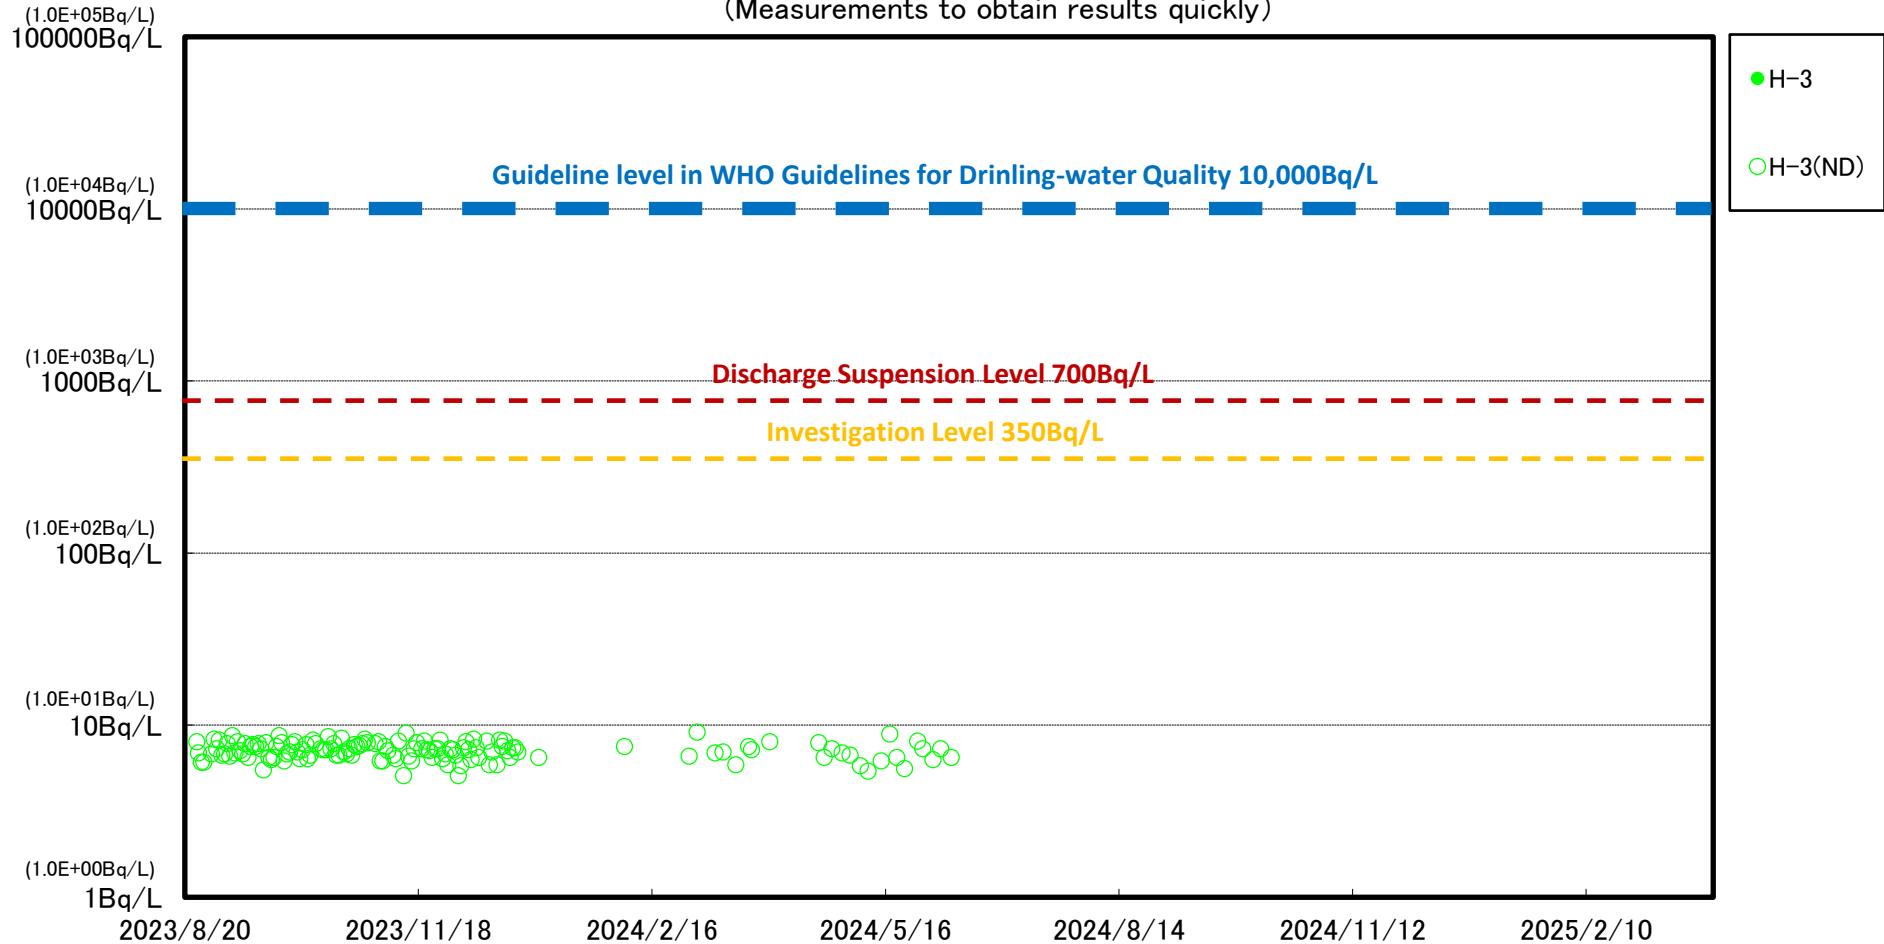 (Measurements to obtain results quickly)
(1.0E+05Bq/L)
100000Bq/L
H-3
H-3(ND)
Guideline level in WHO Guidelines for Drinling-water Quality 10,000Bq/L
(1.0E+04Bq/L)
10000Bq/L
(1.0E+03Bq/L)
1000Bq/L
Discharge Suspension Level 700Bq/L
Investigation Level 350Bq/L
(1.0E+02Bq/L)
100Bq/L
(1.0E+01Bq/L)
10Bq/L
(1.0E+00Bq/L)
1Bq/L
2023/8/20 2023/11/18 2024/2/16 2024/5/16 2024/8/14 2024/11/12 2025/2/10